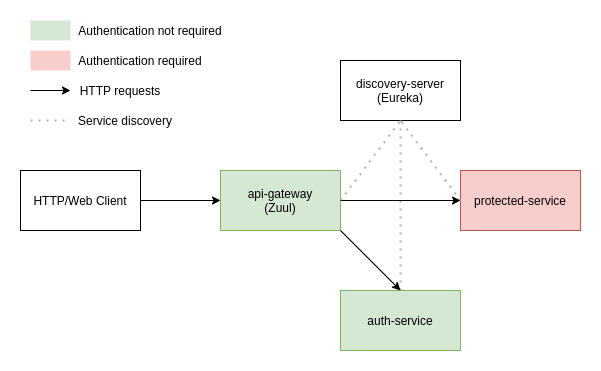 Authentication not required
Authentication required
HTTP requests
Service discovery
discovery-server
(Eureka)
HTTP/Web Client
api-gateway
(Zuul)
protected-service
auth-service